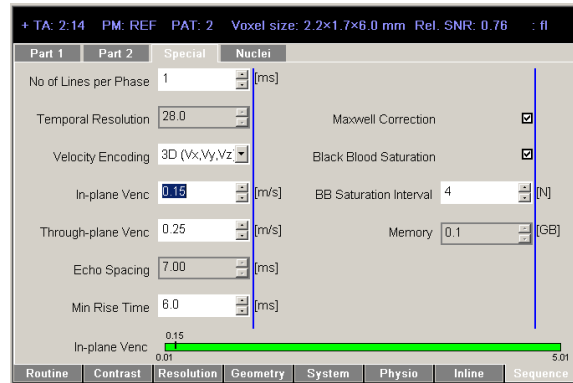 + TA: 2:14 PM: REF PAT: 2 Voxel size: 2.2×1.7×6.0 mm Rel. SNR: 0.76 : fl
Part 1 Part 2 Special Nuclei
No of Lines per Phase 1 [ms]
Temporal Resolution 28.0 Maxwell Correction
Velocity Encoding 3D (Vx,Vy,Vz) Black Blood Saturation
In-plane Venc 0.15 [m/s] BB Saturation Interval 4 [N]
Through-plane Venc 0.25 [m/s] Memory 0.1 [GB]
Echo Spacing 7.00 [ms]
Min Rise Time 6.0 [ms]
0.15
In-plane Venc
0.01 5.01
Routine Contrast Resolution Geometry System Physio Inline Sequence